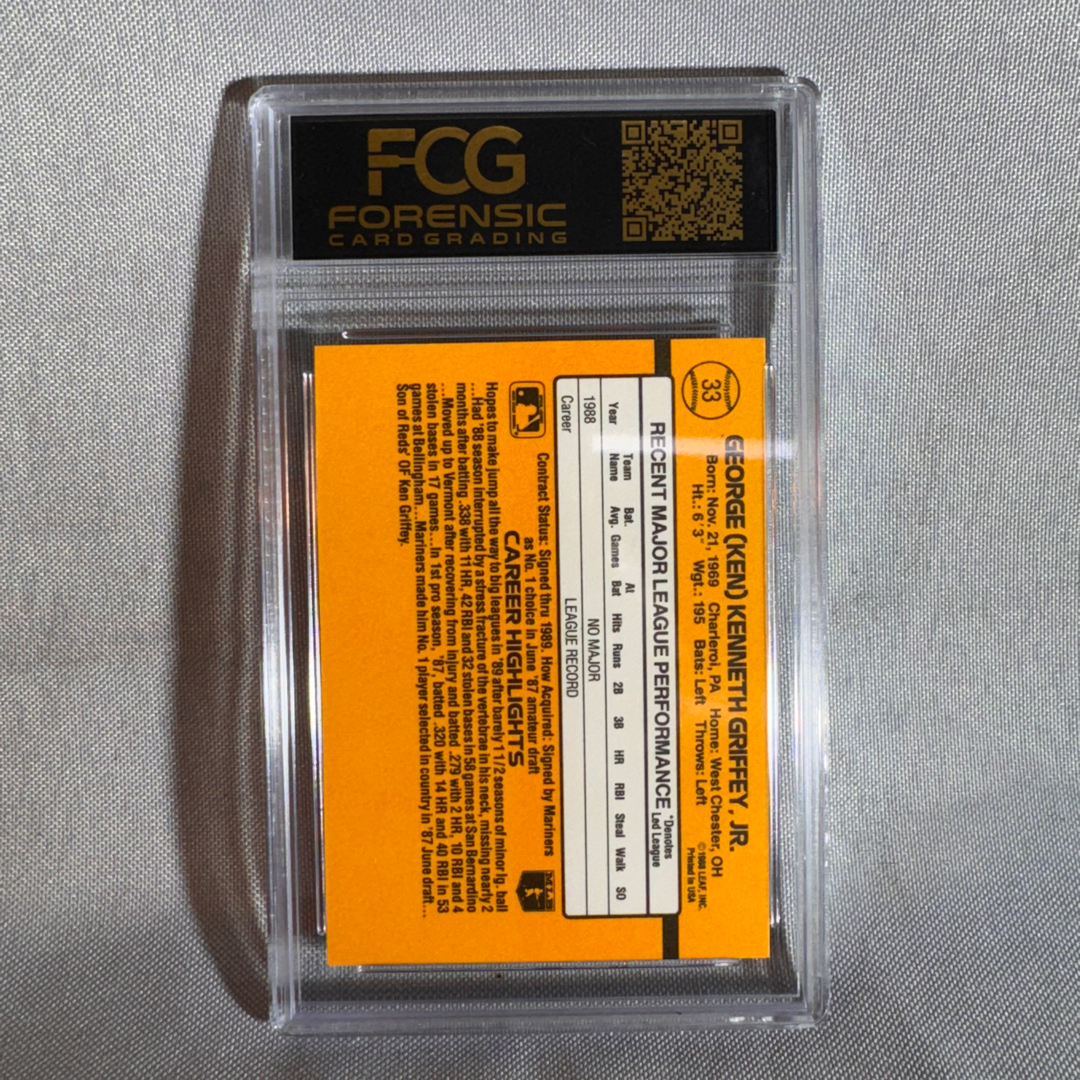 FCG
FORENSIC
CARD GRADING
33
GEORGE (KEN) KENNETH GRIFFEY, JR.
Born: Nov. 21, 1969 Charleroi, PA Home: West Chester, OH
Ht.: 6'3" Wgt.: 195 Bats: Left Throws: Left
© 1988 LEAF, INC.
Printed in USA
RECENT MAJOR LEAGUE PERFORMANCE
*Denotes
Led League
Team Bat. At
Year Name Avg. Games Bat Hits Runs 2B 3B HR RBI Steal Walk SO
1988 NO MAJOR
Career LEAGUE RECORD
Contract Status: Signed thru 1989. How Acquired: Signed by Mariners
as No. 1 choice in June '87 amateur draft
CAREER HIGHLIGHTS
MLB
Hopes to make jump all the way to big leagues in '89 after barely 1 1/2 seasons of minor lg. ball
...Had '88 season interrupted by a stress fracture of the vertebrae in his neck, missing nearly 2
months after batting .338 with 11 HR, 42 RBI and 32 stolen bases in 58 games at San Bernardino
...Moved up to Vermont after recovering from injury and batted .279 with 2 HR, 10 RBI and 4
stolen bases in 17 games...In 1st pro season, '87, batted .320 with 14 HR and 40 RBI in 53
games at Bellingham...Mariners made him No. 1 player selected in country in '87 June draft...
Son of Reds' OF Ken Griffey.